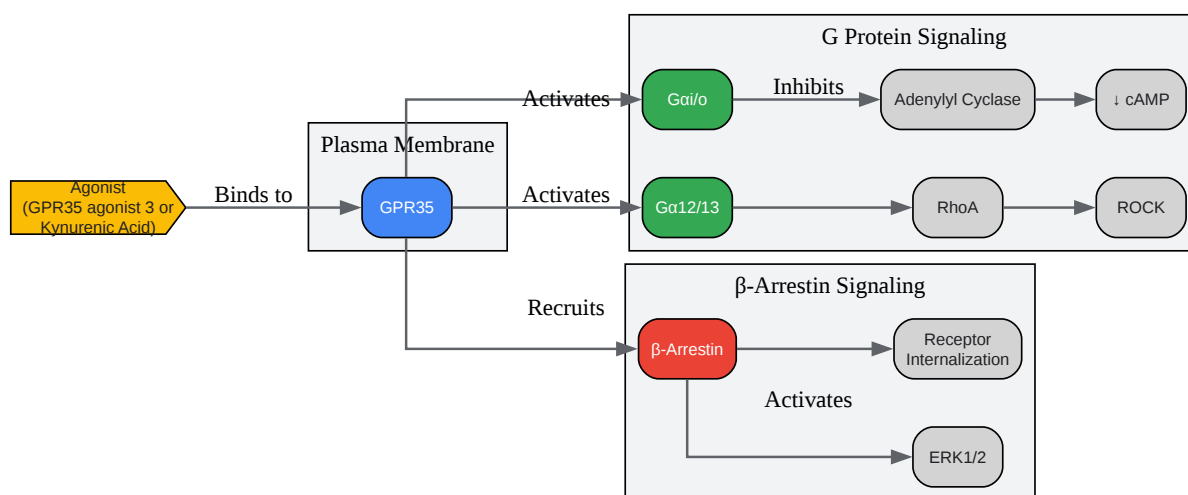 G Protein Signaling
Activates
Gαi/o
Inhibits
Adenylyl Cyclase
↓ cAMP
Plasma Membrane
Agonist
(GPR35 agonist 3 or
Kynurenic Acid)
Binds to
GPR35
Activates
Gα12/13
RhoA
ROCK
β-Arrestin Signaling
Recruits
β-Arrestin
Receptor
Internalization
Activates
ERK1/2